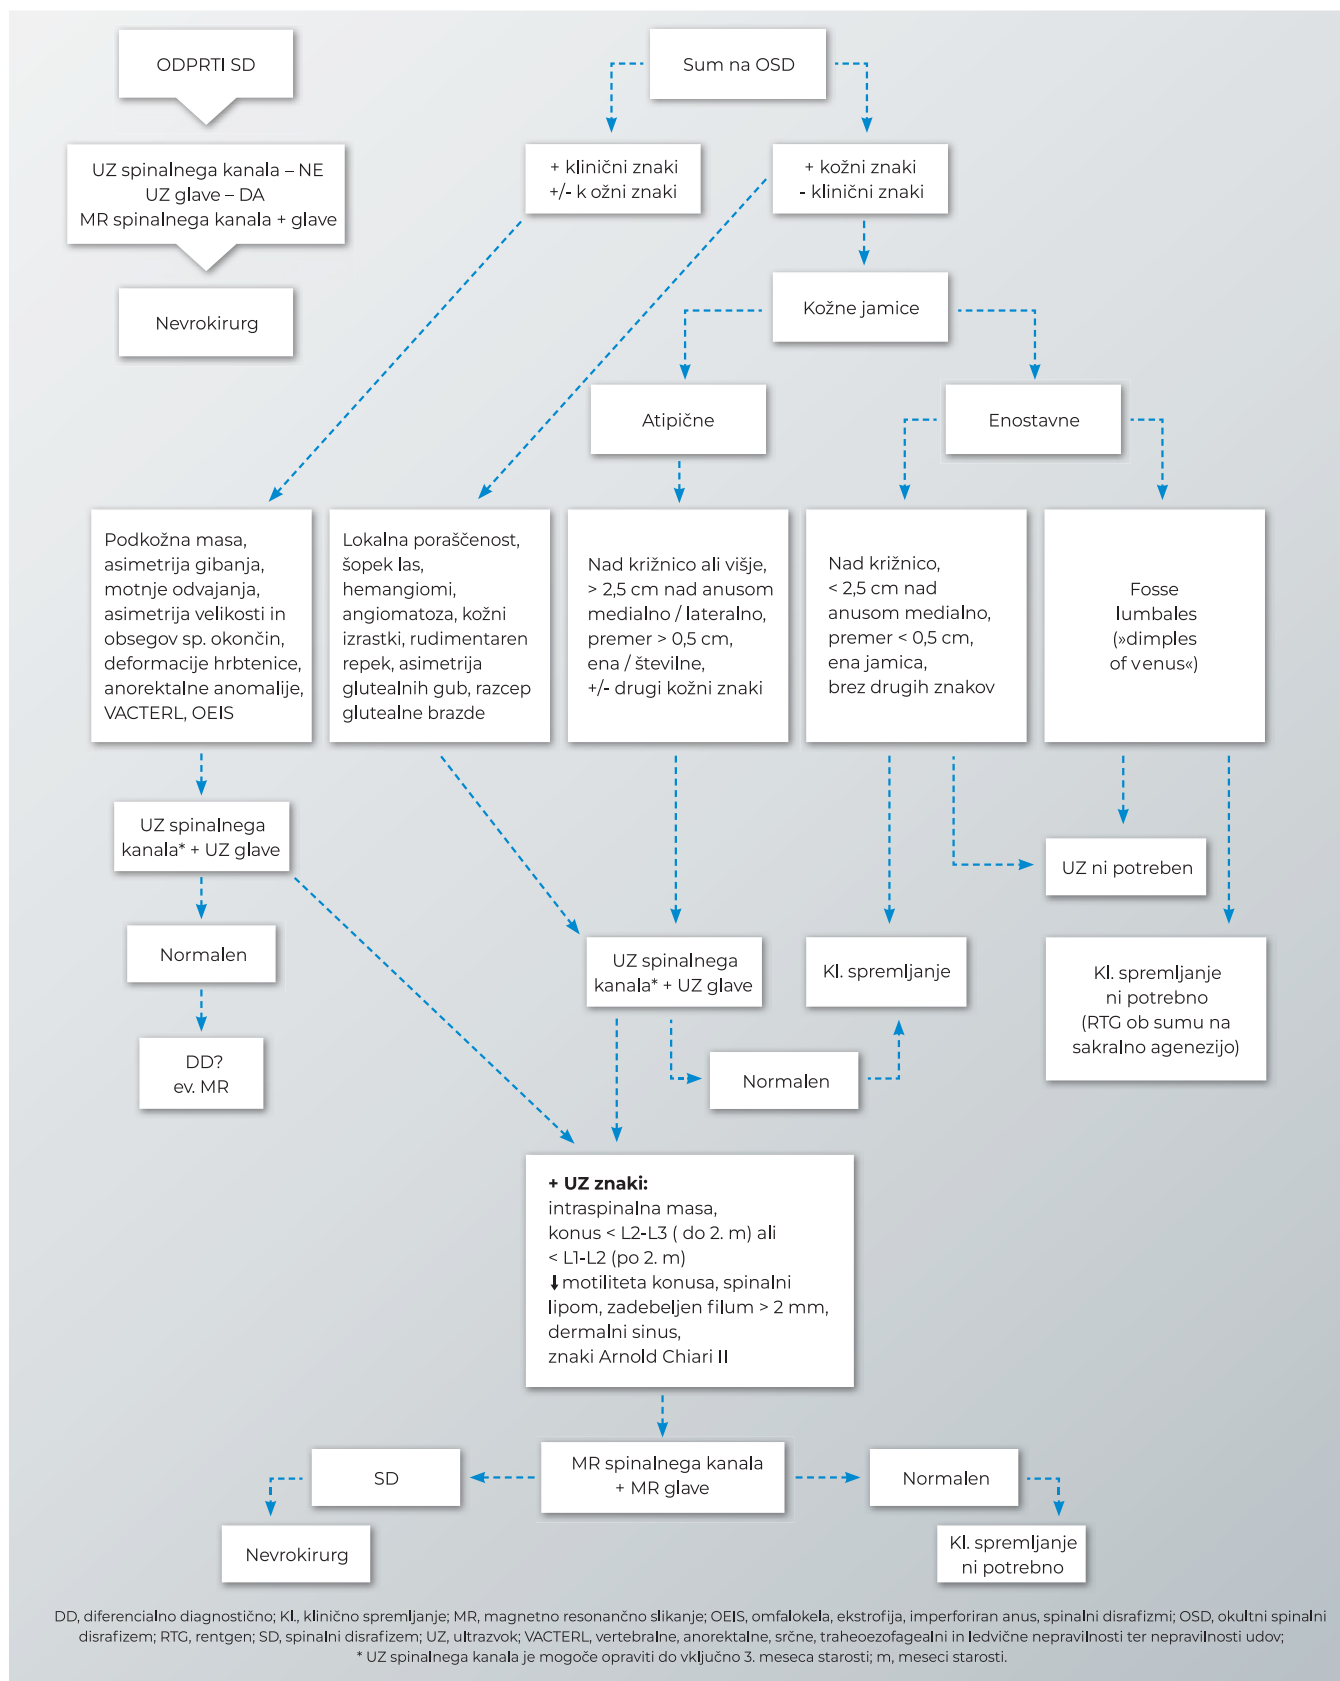 ODPRTI SD
UZ spinalnega kanala – NE
UZ glave – DA
MR spinalnega kanala + glave
Nevrokirurg
Sum na OSD
+ klinični znaki
+/- k ožni znaki
+ kožni znaki
- klinični znaki
Kožne jamice
Atipične
Enostavne
Podkožna masa,
asimetrija gibanja,
motnje odvajanja,
asimetrija velikosti in
obsegov sp. okončin,
deformacije hrbtenice,
anorektalne anomalije,
VACTERL, OEIS
Lokalna poraščenost,
šopek las,
hemangiomi,
angiomatoza, kožni
izrastki, rudimentaren
repek, asimetrija
glutealnih gub, razcep
glutealne brazde
Nad križnico ali višje,
> 2,5 cm nad anusom
medialno / lateralno,
premer > 0,5 cm,
ena / številne,
+/- drugi kožni znaki
Nad križnico,
< 2,5 cm nad
anusom medialno,
premer < 0,5 cm,
ena jamica,
brez drugih znakov
Fosse
lumbales
(»dimples
of venus«)
UZ spinalnega
kanala* + UZ glave
Normalen
DD?
ev. MR
UZ spinalnega
kanala* + UZ glave
Normalen
Kl. spremljanje
UZ ni potreben
Kl. spremljanje
ni potrebno
(RTG ob sumu na
sakralno agenezijo)
+ UZ znaki:
intraspinalna masa,
konus < L2-L3 ( do 2. m) ali
< L1-L2 (po 2. m)
⬇motiliteta konusa, spinalni
lipom, zadebeljen filum > 2 mm,
dermalni sinus,
znaki Arnold Chiari II
MR spinalnega kanala
+ MR glave
SD
Nevrokirurg
Normalen
Kl. spremljanje
ni potrebno
DD, diferencialno diagnostično; Kl., klinično spremljanje; MR, magnetno resonančno slikanje; OEIS, omfalokela, ekstrofija, imperforiran anus, spinalni disrafizmi; OSD, okultni spinalni
disrafizem; RTG, rentgen; SD, spinalni disrafizem; UZ, ultrazvok; VACTERL, vertebralne, anorektalne, srčne, traheoezofagealni in ledvične nepravilnosti ter nepravilnosti udov;
* UZ spinalnega kanala je mogoče opraviti do vključno 3. meseca starosti; m, meseci starosti.